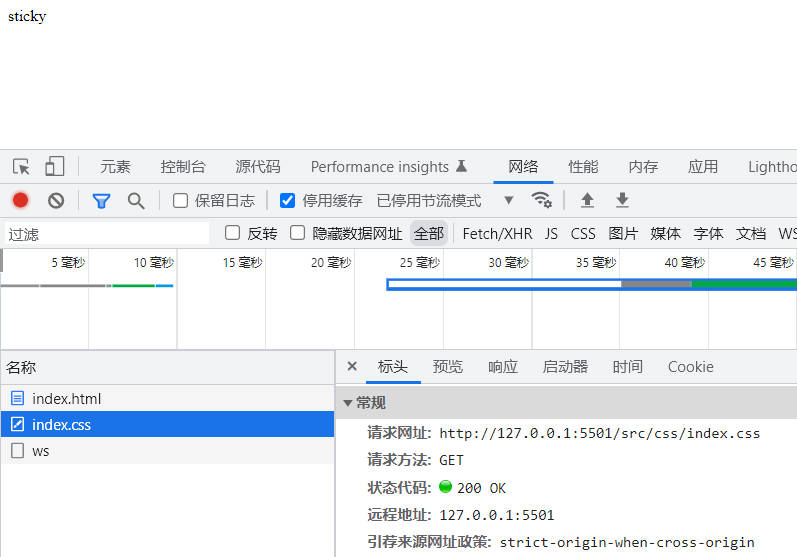 sticky
元素 控制台 源代码 Performance insights 网络 性能 内存 应用 Lightho
保留日志 停用缓存 已停用节流模式
过滤 反转 隐藏数据网址 全部 Fetch/XHR JS CSS 图片 媒体 字体 文档 WS
5 毫秒 10 毫秒 15 毫秒 20 毫秒 25 毫秒 30 毫秒 35 毫秒 40 毫秒 45 毫秒
名称 × 标头 预览 响应 启动器 时间 Cookie
index.html
index.css
ws
常规
请求网址: http://127.0.0.1:5501/src/css/index.css
请求方法: GET
状态代码: 200 OK
远程地址: 127.0.0.1:5501
引荐来源网址政策: strict-origin-when-cross-origin